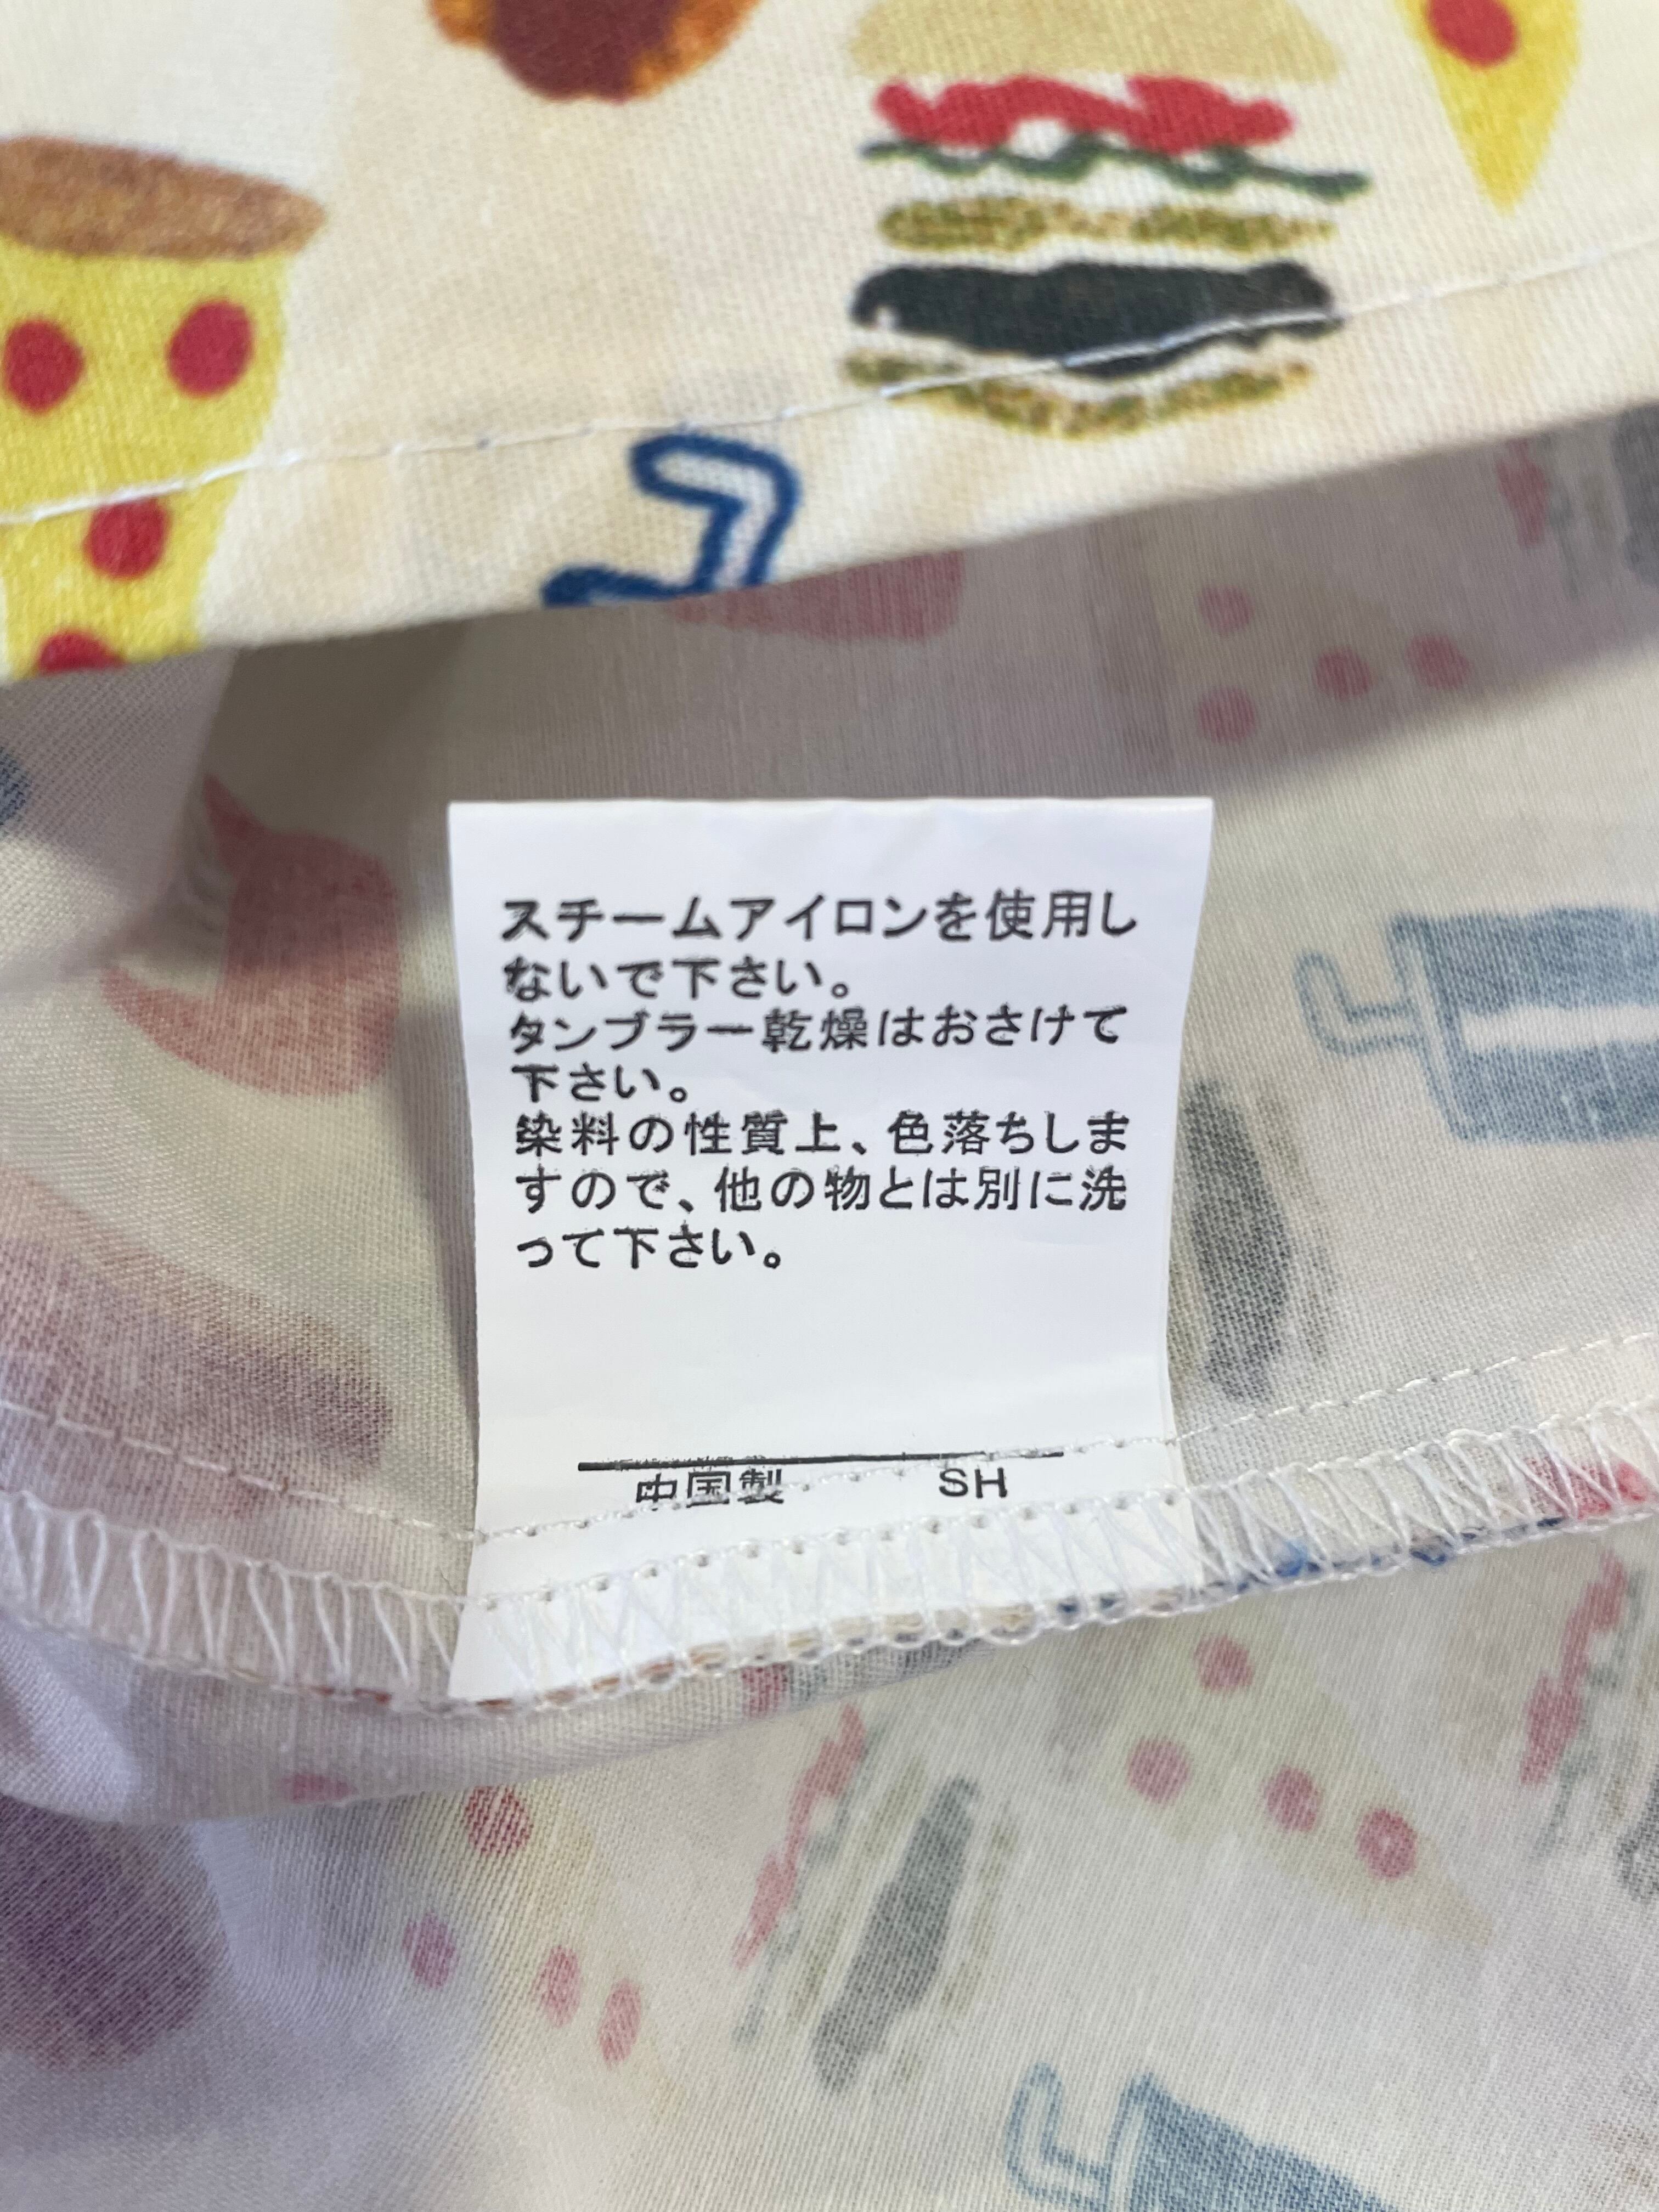 スチームアイロンを使用し
ないで下さい。
タンブラー乾燥はおさけて
下さい。
染料の性質上、色落ちしま
すので、他の物とは別に洗
って下さい。
中国製 SH